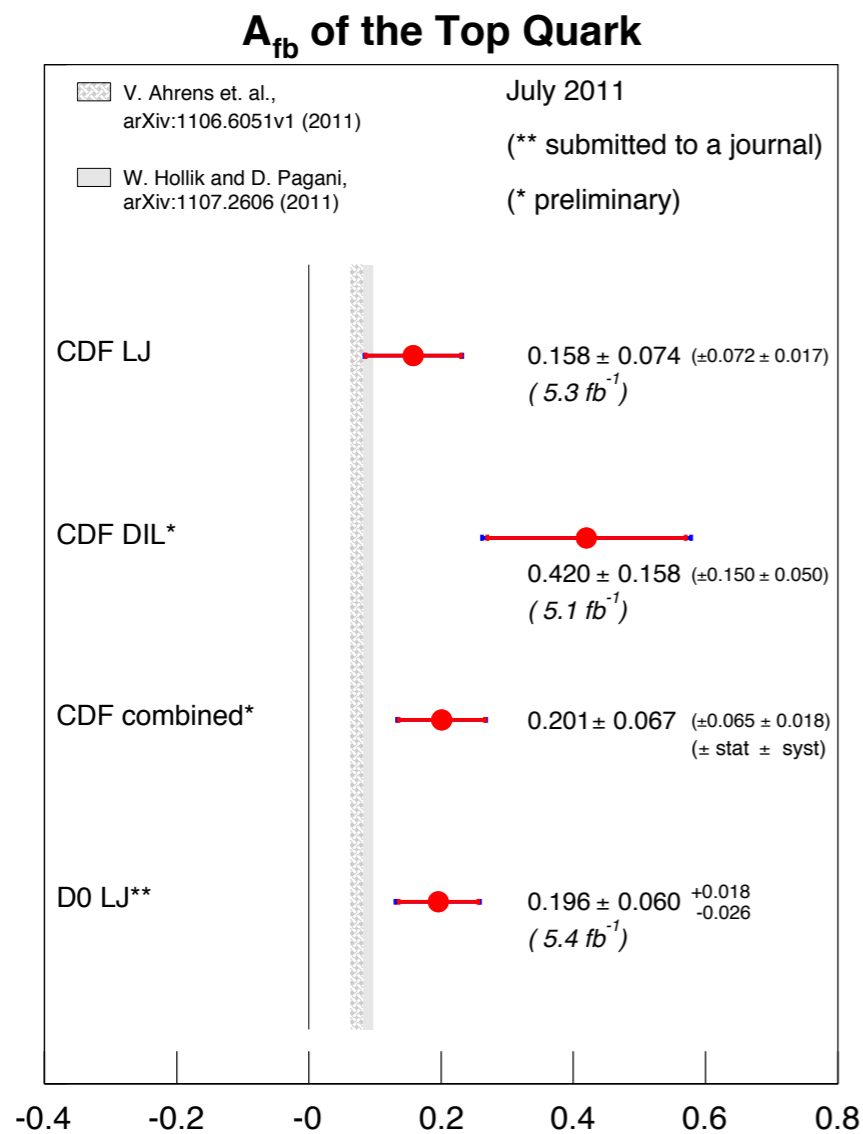 A_fb of the Top Quark
V. Ahrens et. al.,
arXiv:1106.6051v1 (2011)
W. Hollik and D. Pagani,
arXiv:1107.2606 (2011)
July 2011
(** submitted to a journal)
(* preliminary)
CDF LJ
0.158 ± 0.074 (±0.072 ± 0.017)
( 5.3 fb⁻¹)
CDF DIL*
0.420 ± 0.158 (±0.150 ± 0.050)
( 5.1 fb⁻¹)
CDF combined*
0.201 ± 0.067 (±0.065 ± 0.018)
(± stat ± syst)
D0 LJ**
0.196 ± 0.060 +0.018
-0.026
( 5.4 fb⁻¹)
-0.4 -0.2 -0 0.2 0.4 0.6 0.8